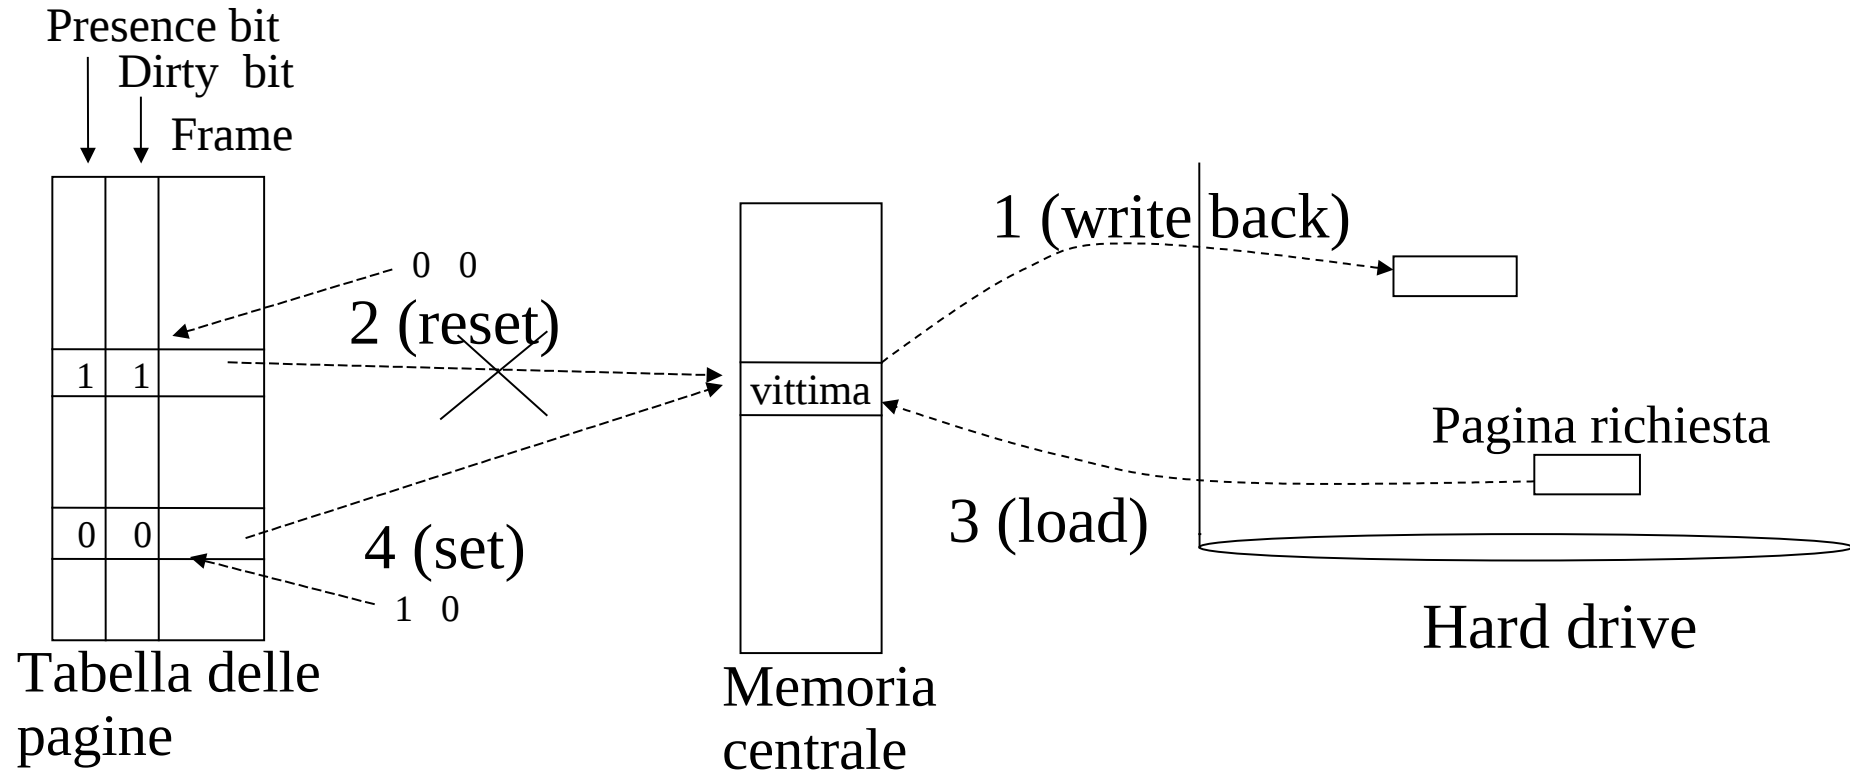 Presence bit
Dirty  bit
Frame
1 (write back)
0  0
2 (reset)
1  1
vittima
Pagina richiesta
3 (load)
0  0
4 (set)
1  0
Hard drive
Tabella delle
pagine
Memoria
centrale